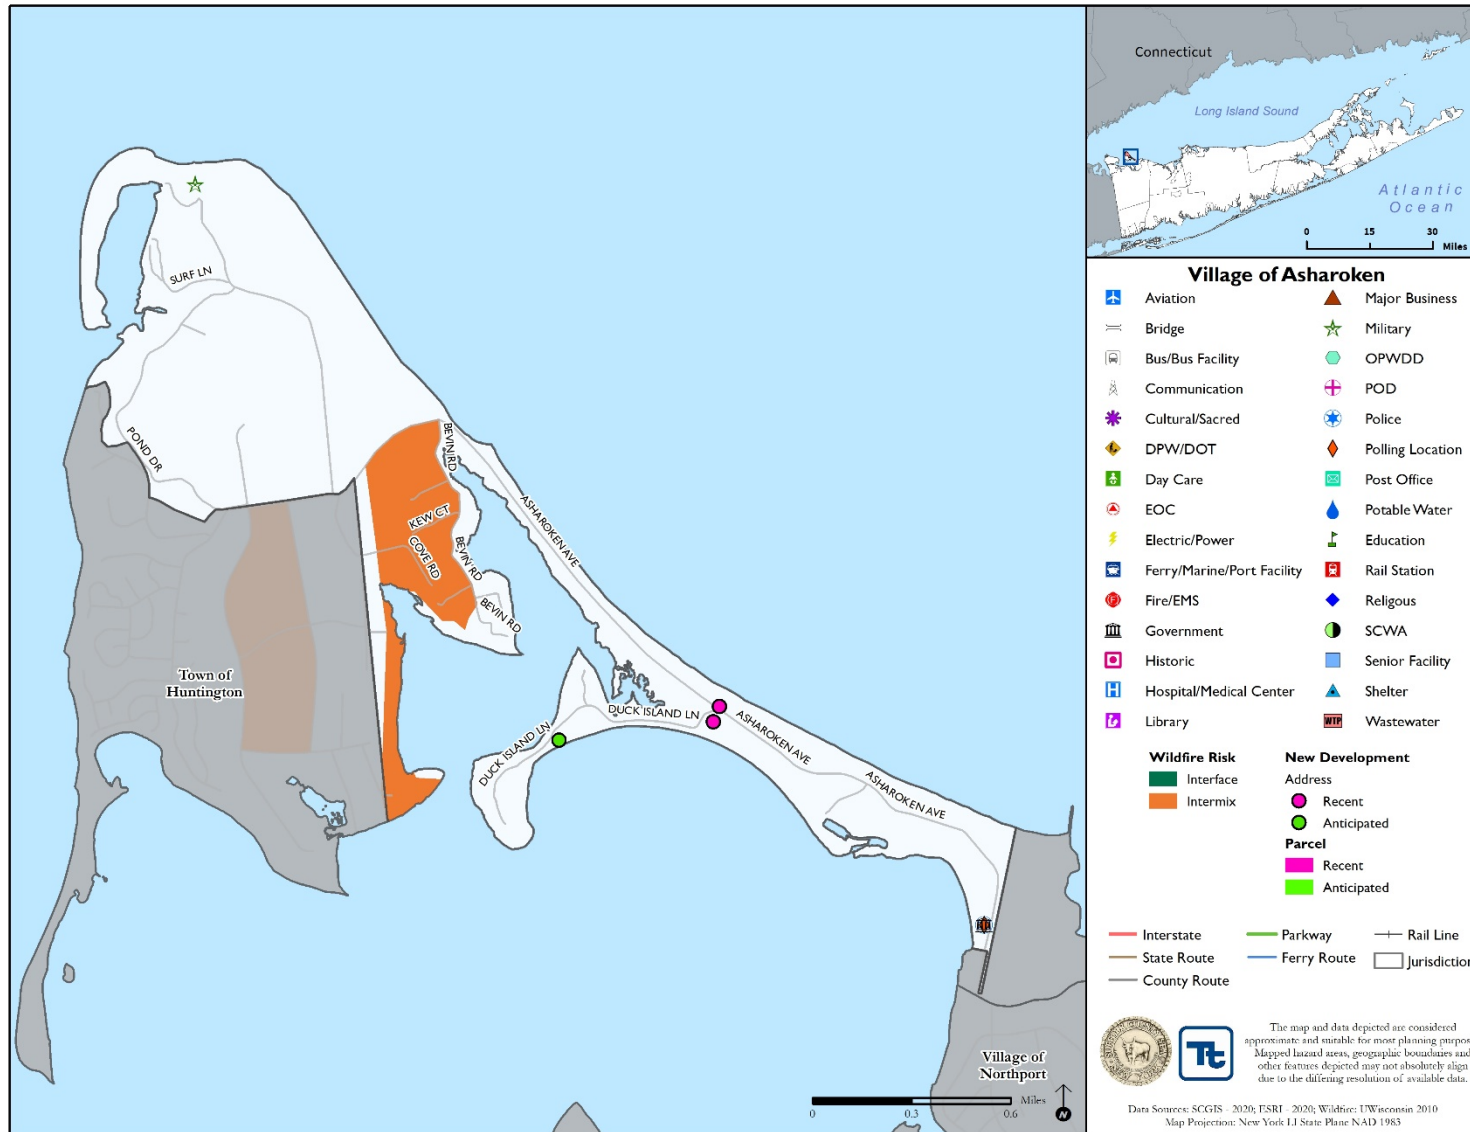 Connecticut
Long Island Sound
Atlantic
Ocean
0 15 30
Miles
SURF LN
POND DR
BEVIN RD
KEW CT
COVE RD
BEVIN RD
BEVIN RD
ASHAROKEN AVE
Town of
Huntington
DUCK ISLAND LN
DUCK ISLAND LN
ASHAROKEN AVE
ASHAROKEN AVE
Village of
Northport
Miles
0 0.3 0.6
N
Village of Asharoken
Aviation
Bridge
Bus/Bus Facility
Communication
Cultural/Sacred
DPW/DOT
Day Care
EOC
Electric/Power
Ferry/Marine/Port Facility
Fire/EMS
Government
Historic
H Hospital/Medical Center
Library
Major Business
Military
OPWDD
POD
Police
Polling Location
Post Office
Potable Water
Education
Rail Station
Religous
SCWA
Senior Facility
Shelter
WTP Wastewater
Wildfire Risk
Interface
Intermix
New Development
Address
Recent
Anticipated
Parcel
Recent
Anticipated
Interstate
State Route
County Route
Parkway
Ferry Route
Rail Line
Jurisdiction
Tt
The map and data depicted are considered
approximate and suitable for most planning purpos
Mapped hazard areas, geographic boundaries and
other features depicted may not absolutely align
due to the differing resolution of available data.
Data Sources: SCGIS - 2020; ESRI - 2020; Wildfire: UWisconsin 2010
Map Projection: New York LI State Plane NAD 1983